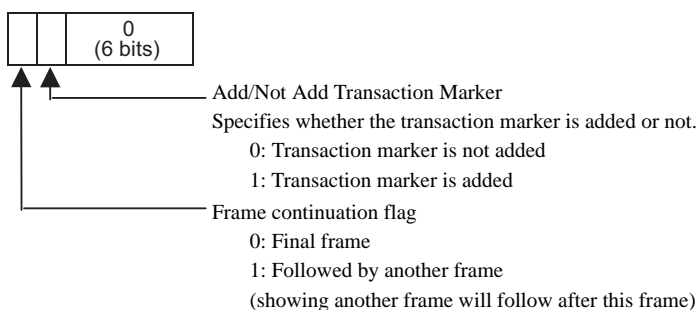 0
(6 bits)
Add/Not Add Transaction Marker
Specifies whether the transaction marker is added or not.
0: Transaction marker is not added
1: Transaction marker is added
Frame continuation flag
0: Final frame
1: Followed by another frame
(showing another frame will follow after this frame)